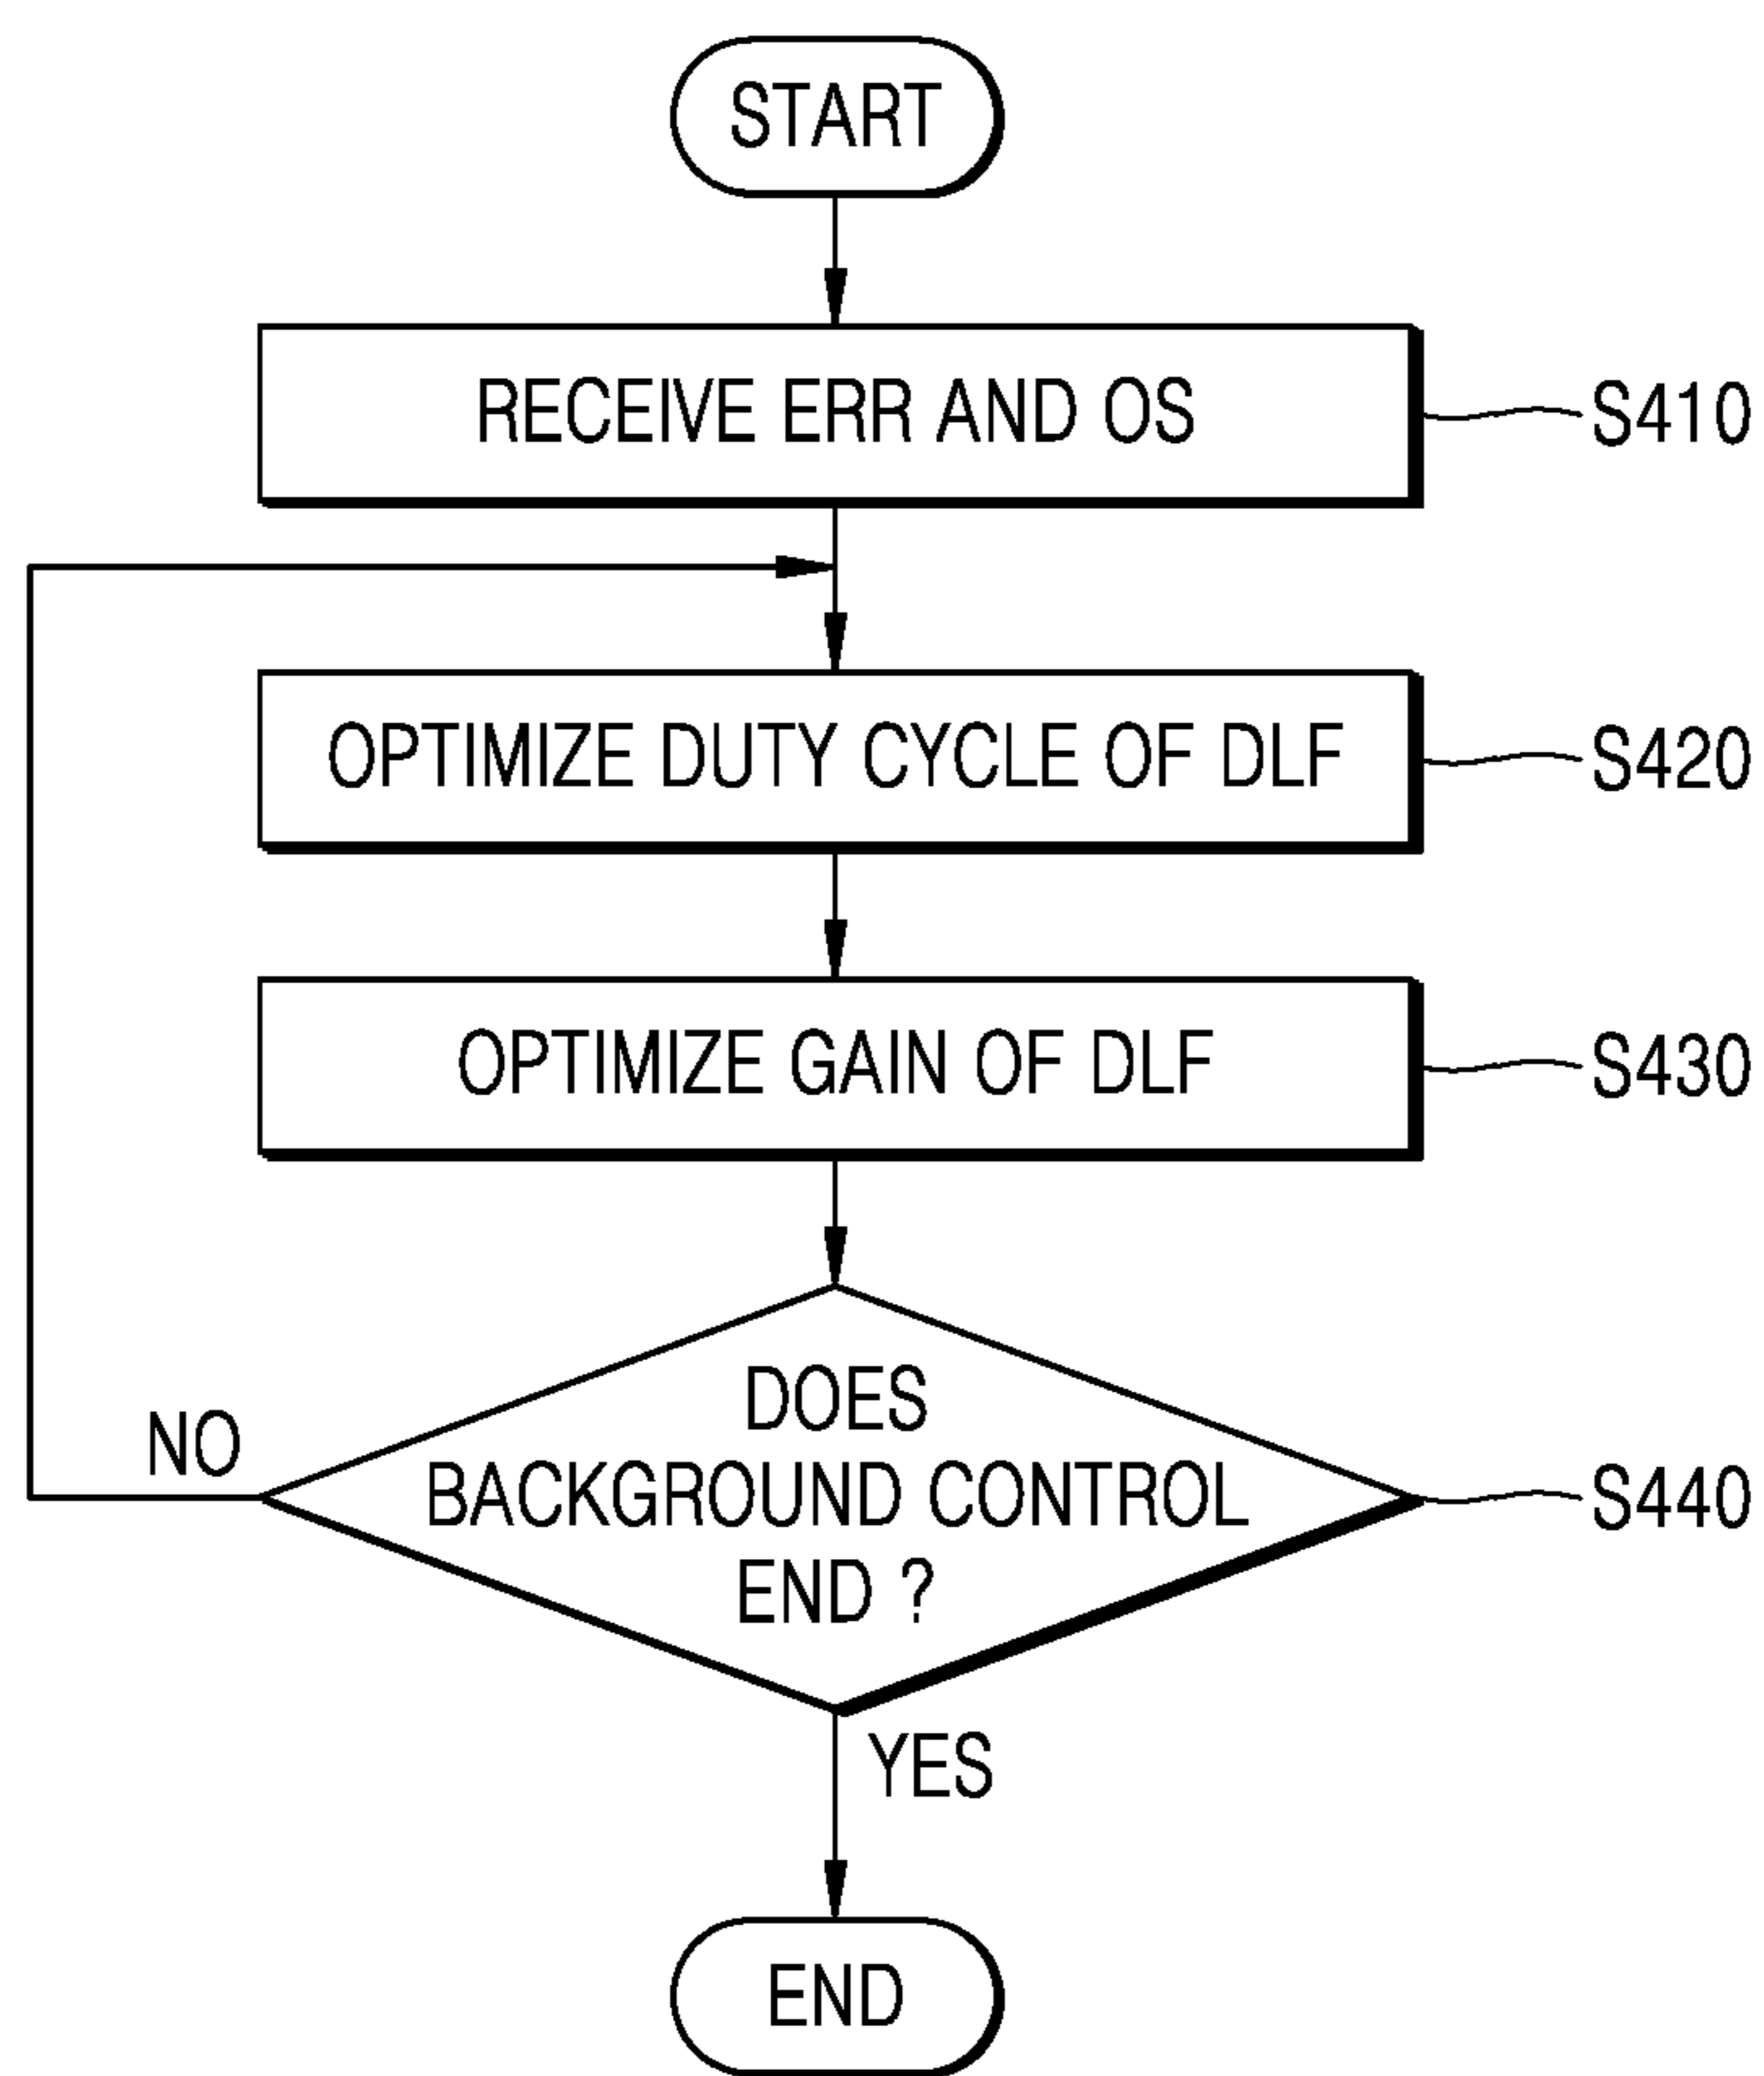 START
RECEIVE ERR AND OS
S410
OPTIMIZE DUTY CYCLE OF DLF
S420
OPTIMIZE GAIN OF DLF
S430
DOES
BACKGROUND CONTROL
END ?
S440
NO
YES
END